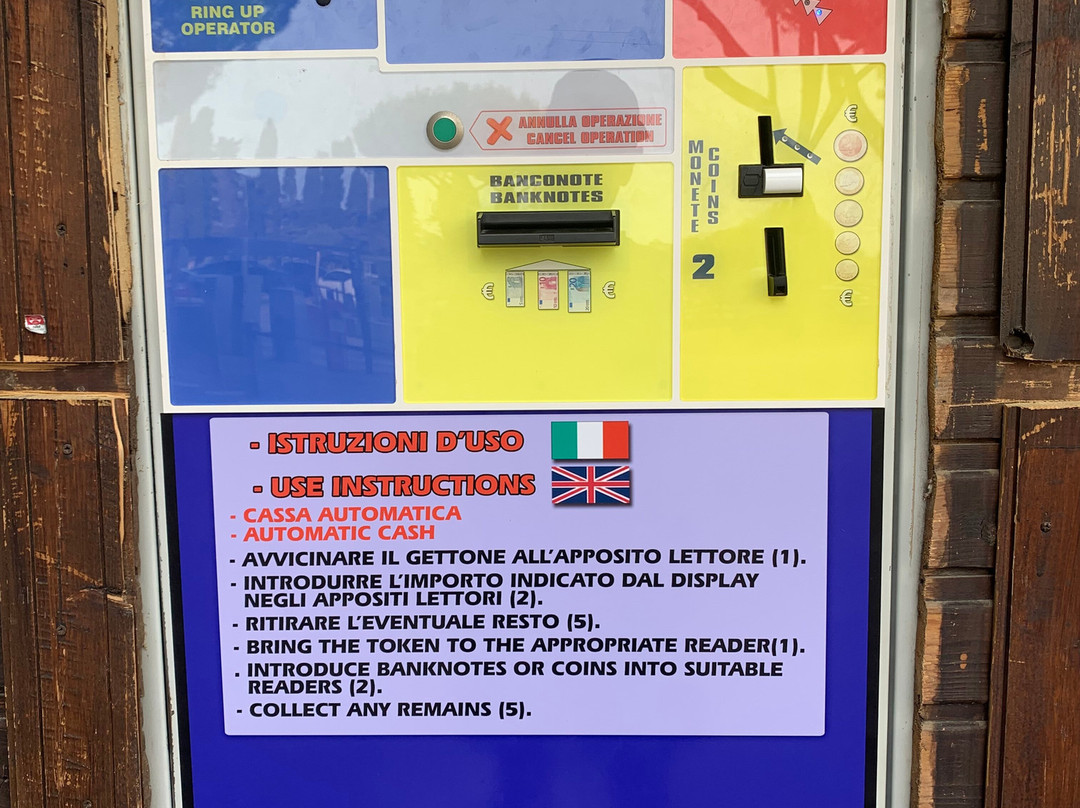 RING UP
OPERATOR
ANNULLA OPERAZIONE
CANCEL OPERATION
BANCONOTE
BANKNOTES
MONETE
COINS
2
- ISTRUZIONI D'USO
- USE INSTRUCTIONS
- CASSA AUTOMATICA
- AUTOMATIC CASH
- AVVICINARE IL GETTONE ALL'APPOSITO LETTORE (1).
- INTRODURRE L'IMPORTO INDICATO DAL DISPLAY
NEGLI APPOSITI LETTORI (2).
- RITIRARE L'EVENTUALE RESTO (5).
- BRING THE TOKEN TO THE APPROPRIATE READER(1).
. INTRODUCE BANKNOTES OR COINS INTO SUITABLE
READERS (2).
- COLLECT ANY REMAINS (5).